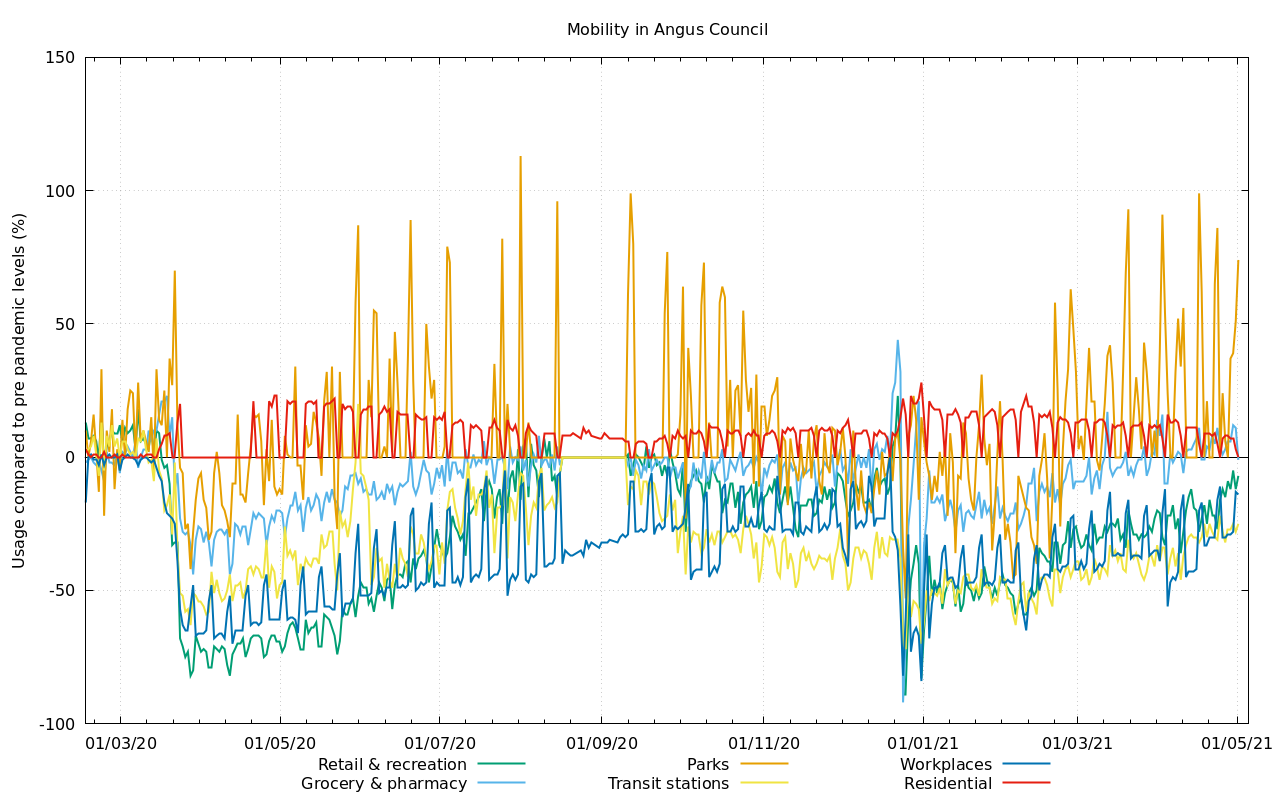 Mobility in Angus Council
Usage compared to pre pandemic levels (%)
150
100
50
0
-50
-100
01/03/20 01/05/20 01/07/20 01/09/20 01/11/20 01/01/21 01/03/21 01/05/21
Retail & recreation Parks Workplaces
Grocery & pharmacy Transit stations Residential